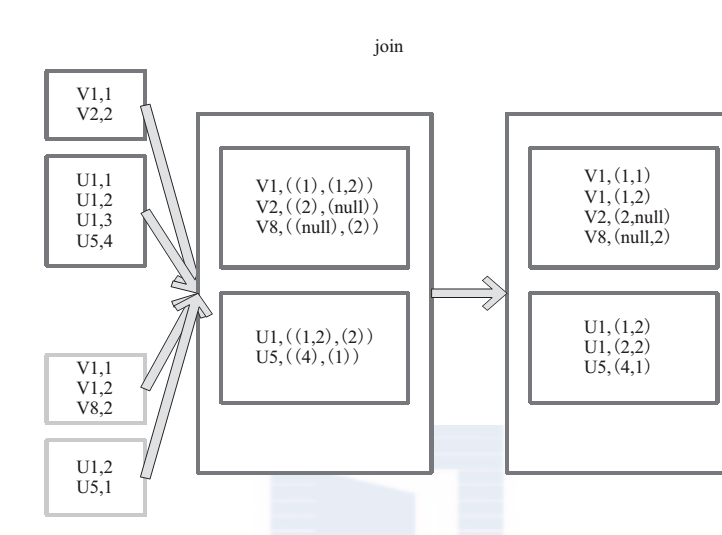 join
V1,1
V2,2
U1,1
U1,2
U1,3
U5,4
V1,1
V1,2
V8,2
U1,2
U5,1
V1,((1),(1,2))
V2,((2),(null))
V8,((null),(2))
U1,((1,2),(2))
U5,((4),(1))
V1,(1,1)
V1,(1,2)
V2,(2,null)
V8,(null,2)
U1,(1,2)
U1,(2,2)
U5,(4,1)